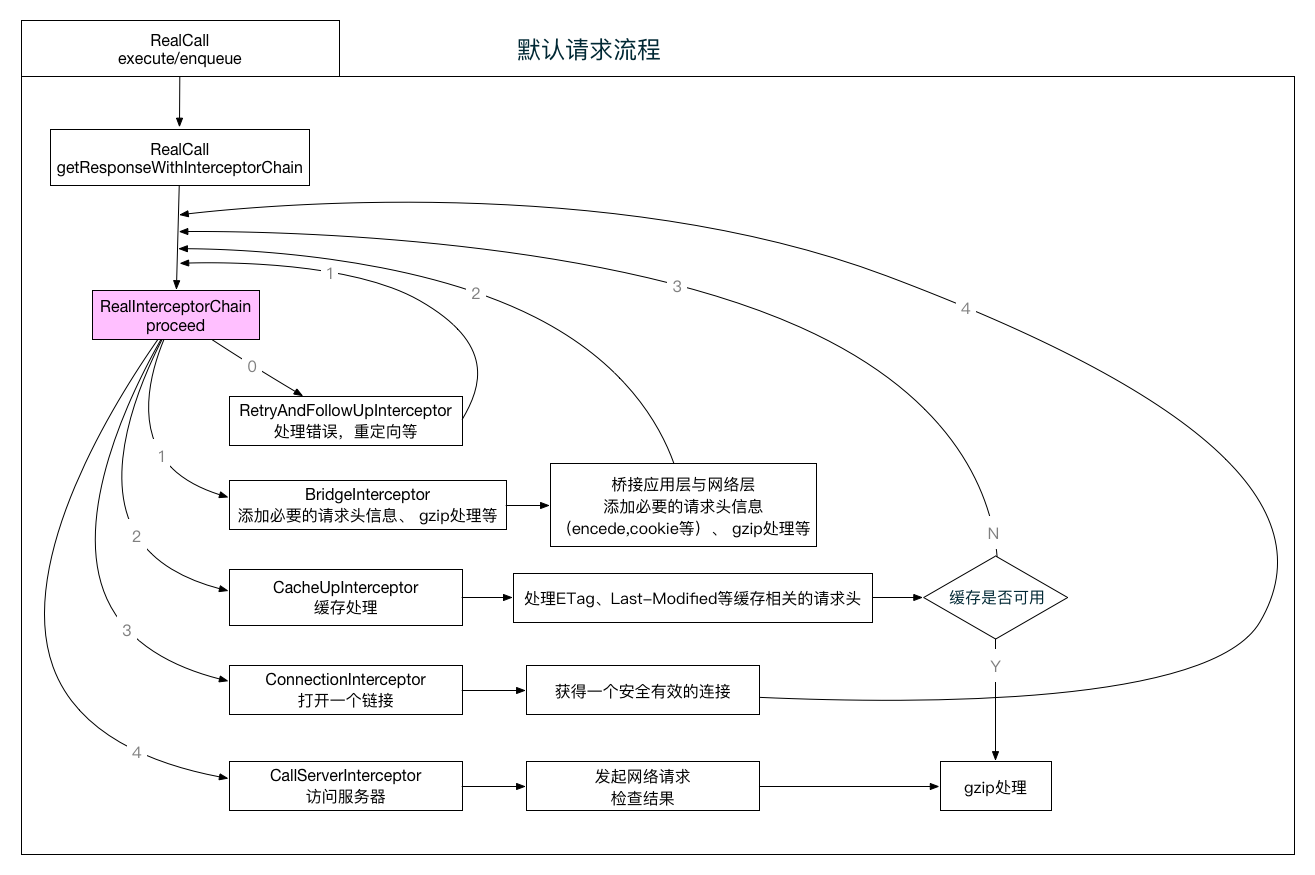 RealCall
execute/enqueue
默认请求流程
RealCall
getResponseWithInterceptorChain
1
2
3
4
RealInterceptorChain
proceed
0
RetryAndFollowUpInterceptor
处理错误，重定向等
1
BridgeInterceptor
添加必要的请求头信息、 gzip处理等
桥接应用层与网络层
添加必要的请求头信息
（encede,cookie等）、 gzip处理等
N
2
CacheUpInterceptor
缓存处理
处理ETag、Last-Modified等缓存相关的请求头
缓存是否可用
3
Y
ConnectionInterceptor
打开一个链接
获得一个安全有效的连接
4
CallServerInterceptor
访问服务器
发起网络请求
检查结果
gzip处理